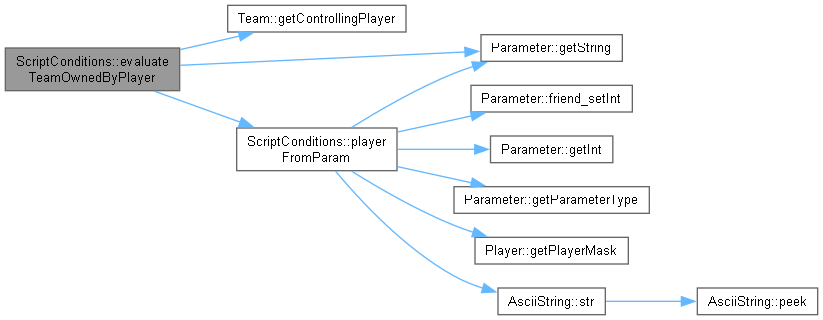 Team::getControllingPlayer
ScriptConditions::evaluate
TeamOwnedByPlayer
Parameter::getString
Parameter::friend_setInt
ScriptConditions::player
FromParam
Parameter::getInt
Parameter::getParameterType
Player::getPlayerMask
AsciiString::str
AsciiString::peek